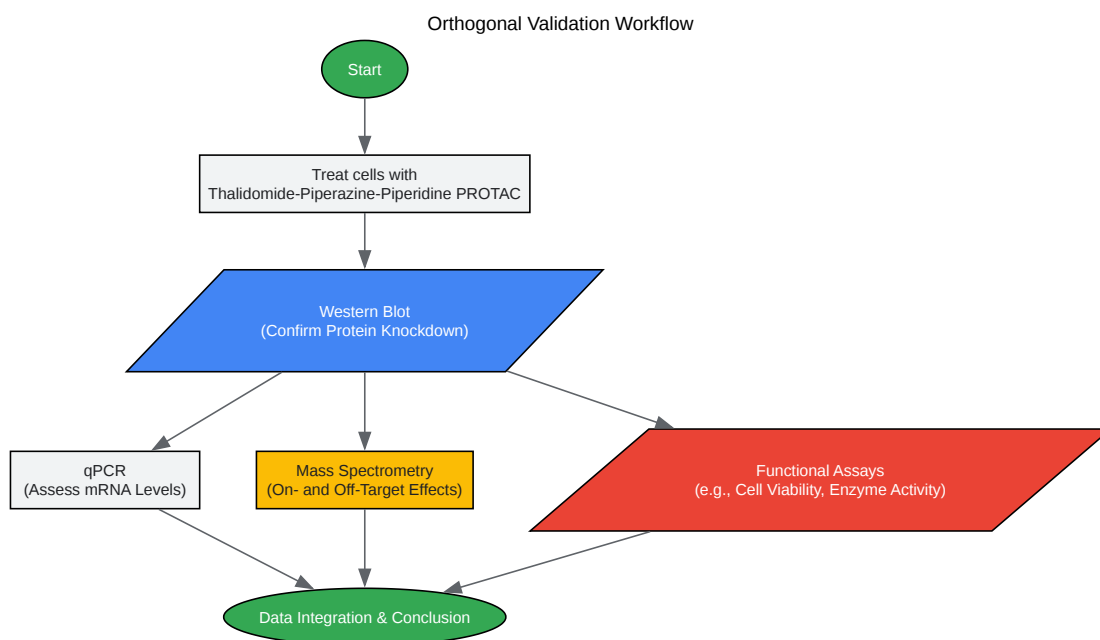 Orthogonal Validation Workflow
Start
Treat cells with
Thalidomide-Piperazine-Piperidine PROTAC
Western Blot
(Confirm Protein Knockdown)
qPCR
(Assess mRNA Levels)
Mass Spectrometry
(On- and Off-Target Effects)
Functional Assays
(e.g., Cell Viability, Enzyme Activity)
Data Integration & Conclusion